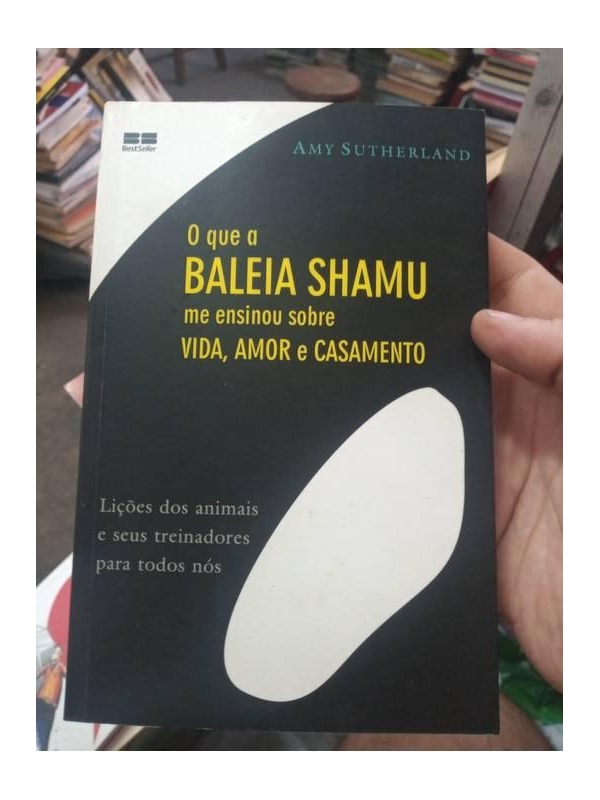 BS
BestSeller
AMY SUTHERLAND
O que a
BALEIA SHAMU
me ensinou sobre
VIDA, AMOR e CASAMENTO
Lições dos animais
e seus treinadores
para todos nós